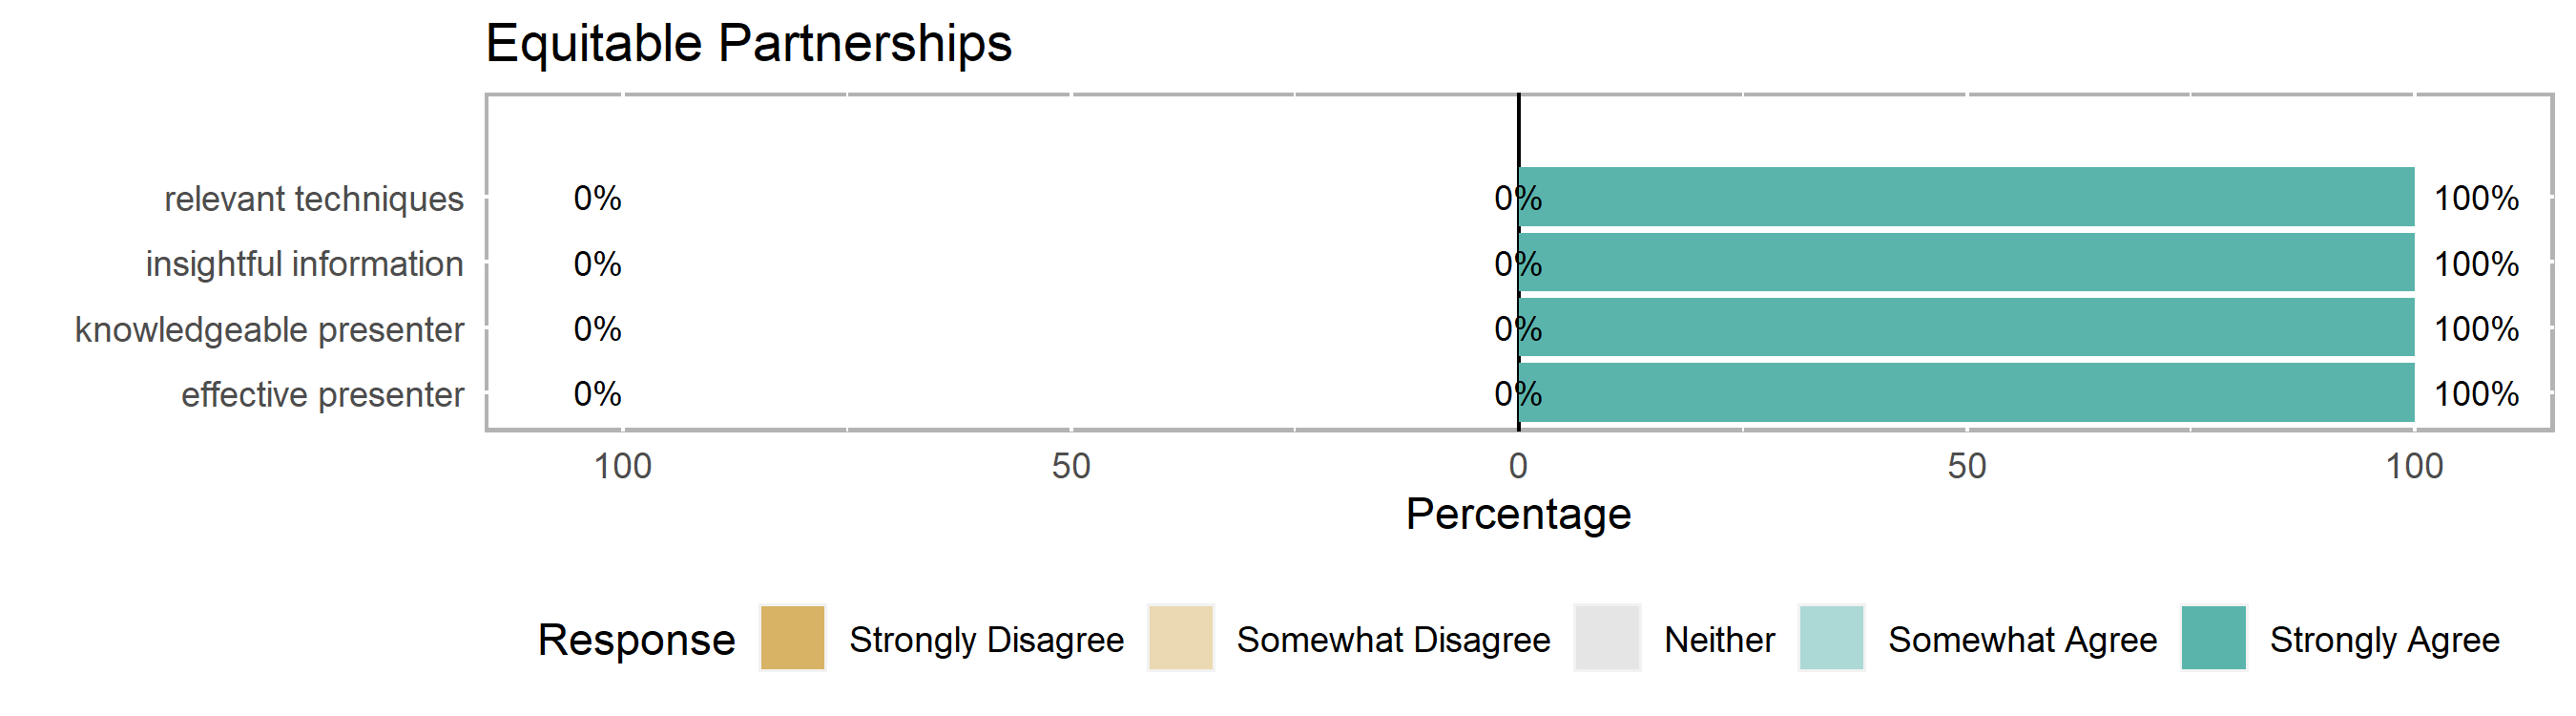 Equitable Partnerships
relevant techniques 0% 0% 100%
insightful information 0% 0% 100%
knowledgeable presenter 0% 0% 100%
effective presenter 0% 0% 100%
100 50 0 50 100
Percentage
Response Strongly Disagree Somewhat Disagree Neither Somewhat Agree Strongly Agree